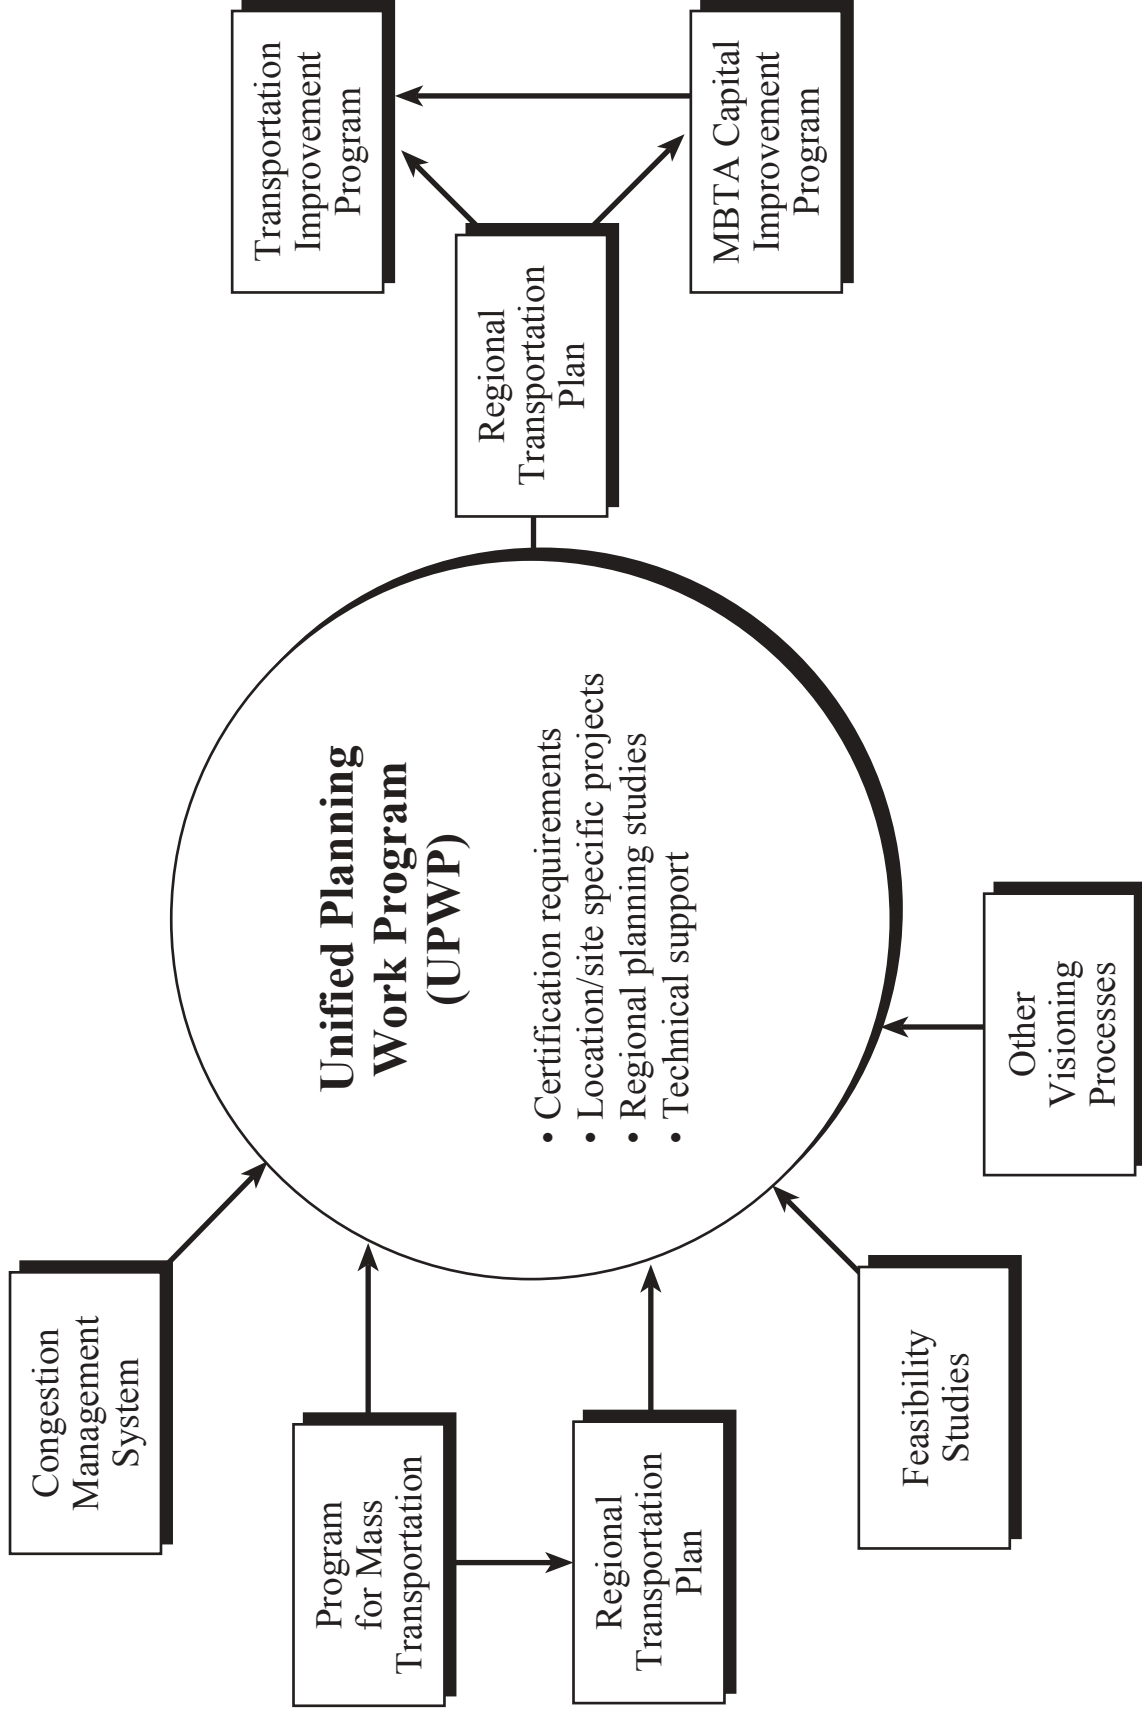 Congestion
Management
System
Program
for Mass
Transportation
Regional
Transportation
Plan
Feasibility
Studies
Other
Visioning
Processes
Unified Planning
Work Program
(UPWP)
• Certification requirements
• Location/site specific projects
• Regional planning studies
• Technical support
Regional
Transportation
Plan
Transportation
Improvement
Program
MBTA Capital
Improvement
Program